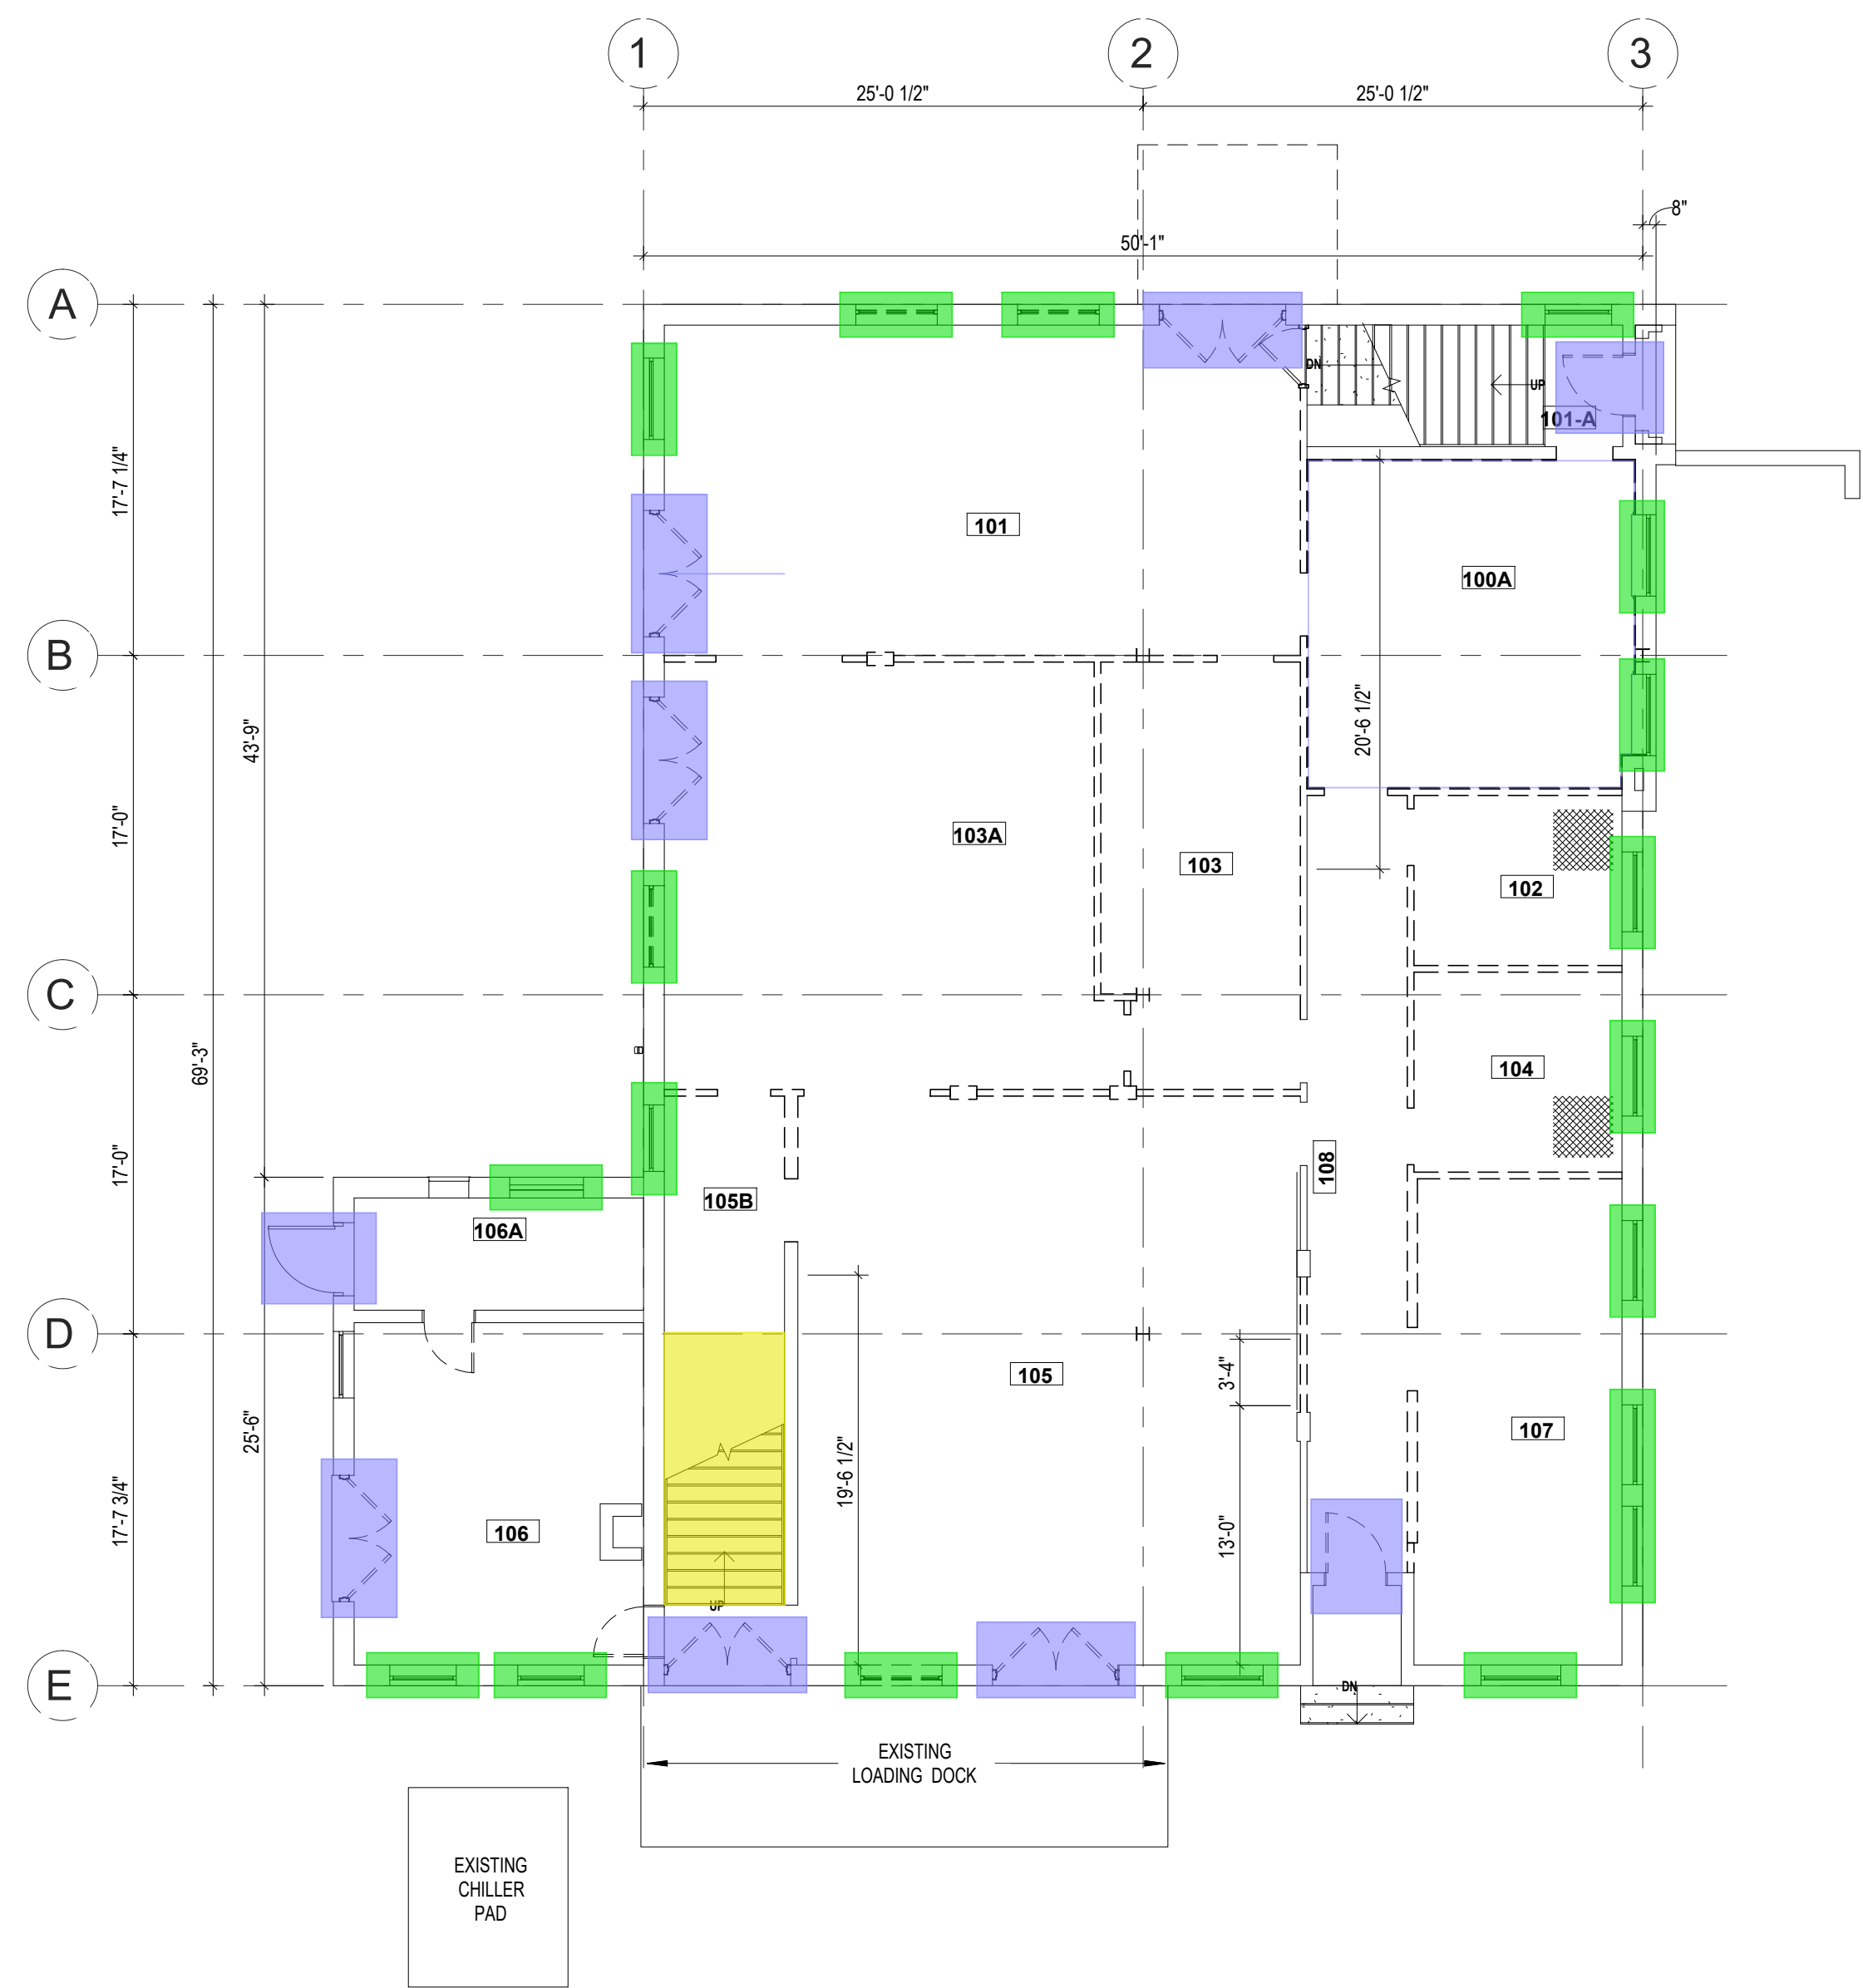 1
2
3
25'-0 1/2"
25'-0 1/2"
8"
50'-1"
A
DN
UP
101-A
17'-7 1/4"
101
100A
B
20'-6 1/2"
43'-9"
17'-0"
103A
103
102
C
69'-3"
104
17'-0"
108
105B
106A
D
105
3'-4"
107
25'-6"
19'-6 1/2"
17'-7 3/4"
106
13'-0"
UP
E
DN
EXISTING
LOADING DOCK
EXISTING
CHILLER
PAD